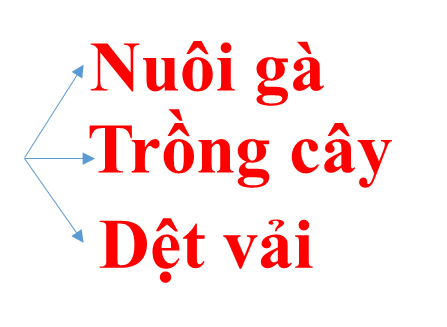 Nuôi gà
Trồng cây
Dệt vải